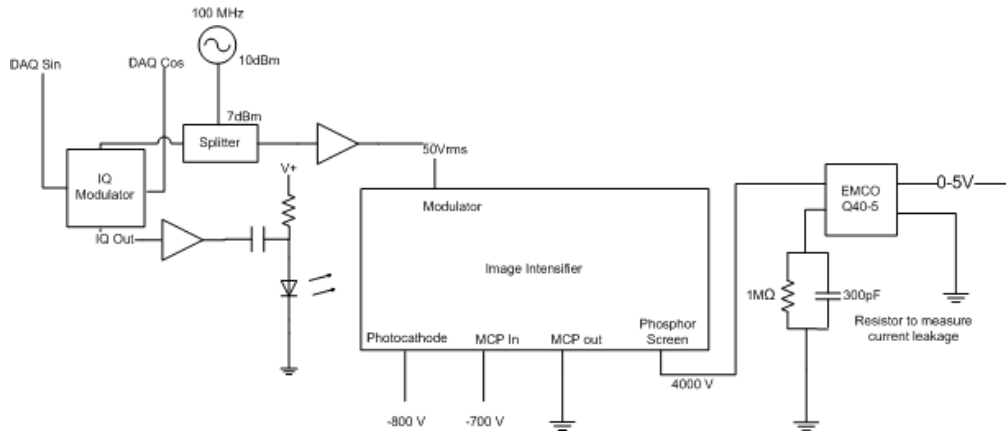 100 MHz
10dBm
DAQ Sin
DAQ Cos
7dBm
Splitter
50Vrms
IQ
Modulator
V+
IQ Out
Modulator
Image Intensifier
Photocathode
MCP In
MCP out
Phosphor
Screen
-800 V
-700 V
4000 V
EMCO
Q40-5
0-5V
1MΩ
300pF
Resistor to measure
current leakage